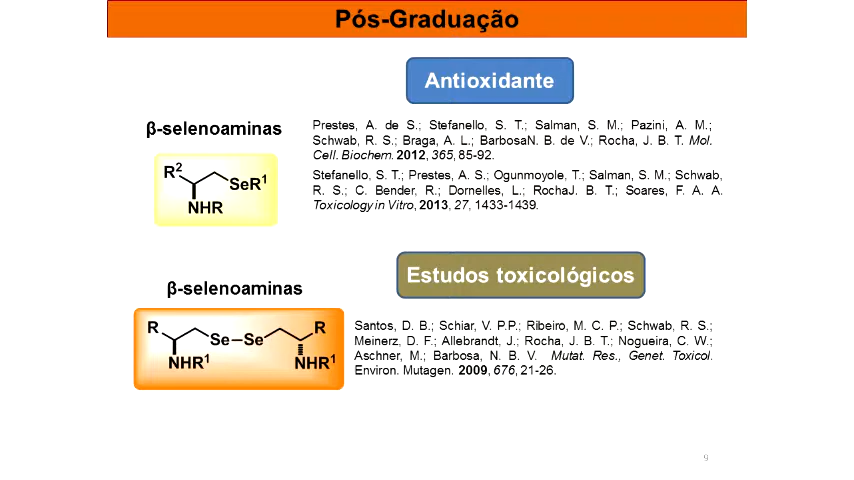 Pós-Graduação
Antioxidante
β-selenoaminas
Prestes, A. de S.; Stefanello, S. T.; Salman, S. M.; Pazini, A. M.;
Schwab, R. S.; Braga, A. L.; BarbosaN. B. de V.; Rocha, J. B. T. Mol.
Cell. Biochem. 2012, 365, 85-92.
R2
SeR1
NHR
Stefanello, S. T.; Prestes, A. S.; Ogunmoyole, T.; Salman, S. M.; Schwab,
R. S.; C. Bender, R.; Dornelles, L.; RochaJ. B. T.; Soares, F. A. A.
Toxicology in Vitro, 2013, 27, 1433-1439.
Estudos toxicológicos
β-selenoaminas
R
Se-Se
R
NHR1
NHR1
Santos, D. B.; Schiar, V. P.P.; Ribeiro, M. C. P.; Schwab, R. S.;
Meinerz, D. F.; Allebrandt, J.; Rocha, J. B. T.; Nogueira, C. W.;
Aschner, M.; Barbosa, N. B. V. Mutat. Res., Genet. Toxicol.
Environ. Mutagen. 2009, 676, 21-26.
9